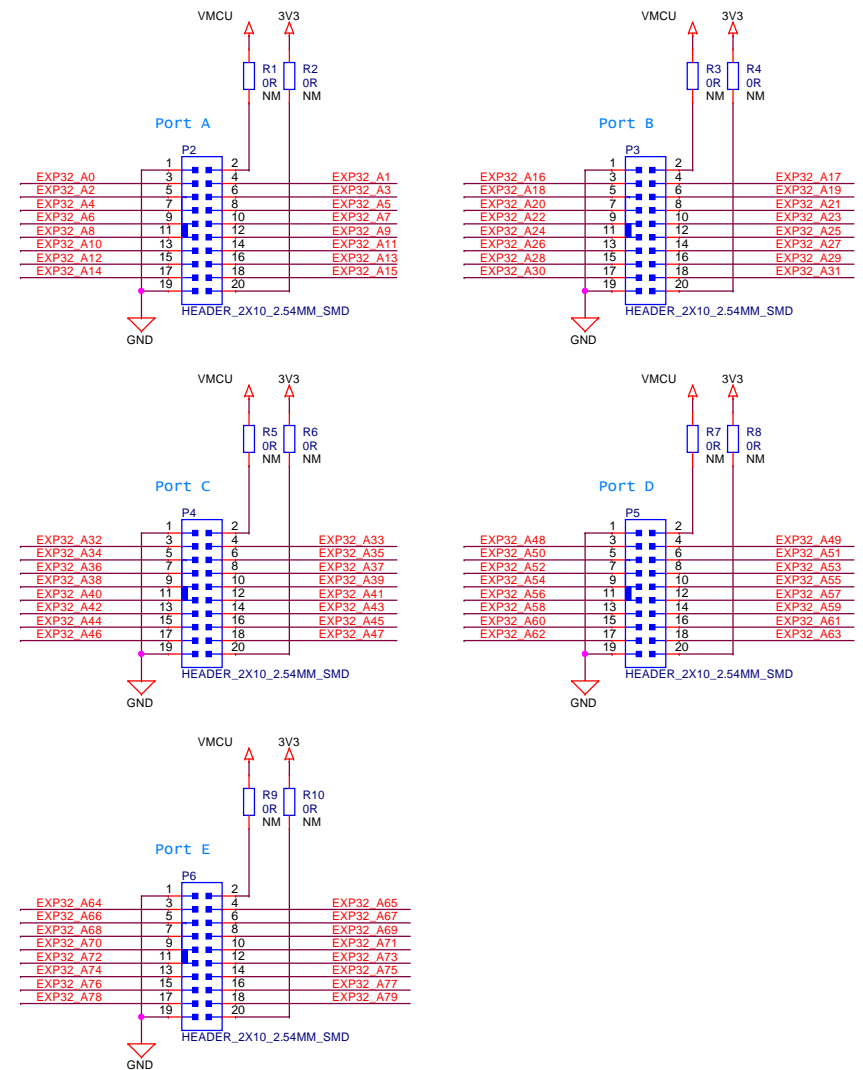 VMCU 3V3
R1 R2
0R 0R
NM NM
Port A
P2
1 2
EXP32_A0 3 4 EXP32_A1
EXP32_A2 5 6 EXP32_A3
EXP32_A4 7 8 EXP32_A5
EXP32_A6 9 10 EXP32_A7
EXP32_A8 11 12 EXP32_A9
EXP32_A10 13 14 EXP32_A11
EXP32_A12 15 16 EXP32_A13
EXP32_A14 17 18 EXP32_A15
19 20
HEADER_2X10_2.54MM_SMD
GND
VMCU 3V3
R3 R4
0R 0R
NM NM
Port B
P3
1 2
EXP32_A16 3 4 EXP32_A17
EXP32_A18 5 6 EXP32_A19
EXP32_A20 7 8 EXP32_A21
EXP32_A22 9 10 EXP32_A23
EXP32_A24 11 12 EXP32_A25
EXP32_A26 13 14 EXP32_A27
EXP32_A28 15 16 EXP32_A29
EXP32_A30 17 18 EXP32_A31
19 20
HEADER_2X10_2.54MM_SMD
GND
VMCU 3V3
R5 R6
0R 0R
NM NM
Port C
P4
1 2
EXP32_A32 3 4 EXP32_A33
EXP32_A34 5 6 EXP32_A35
EXP32_A36 7 8 EXP32_A37
EXP32_A38 9 10 EXP32_A39
EXP32_A40 11 12 EXP32_A41
EXP32_A42 13 14 EXP32_A43
EXP32_A44 15 16 EXP32_A45
EXP32_A46 17 18 EXP32_A47
19 20
HEADER_2X10_2.54MM_SMD
GND
VMCU 3V3
R7 R8
0R 0R
NM NM
Port D
P5
1 2
EXP32_A48 3 4 EXP32_A49
EXP32_A50 5 6 EXP32_A51
EXP32_A52 7 8 EXP32_A53
EXP32_A54 9 10 EXP32_A55
EXP32_A56 11 12 EXP32_A57
EXP32_A58 13 14 EXP32_A59
EXP32_A60 15 16 EXP32_A61
EXP32_A62 17 18 EXP32_A63
19 20
HEADER_2X10_2.54MM_SMD
GND
VMCU 3V3
R9 R10
0R 0R
NM NM
Port E
P6
1 2
EXP32_A64 3 4 EXP32_A65
EXP32_A66 5 6 EXP32_A67
EXP32_A68 7 8 EXP32_A69
EXP32_A70 9 10 EXP32_A71
EXP32_A72 11 12 EXP32_A73
EXP32_A74 13 14 EXP32_A75
EXP32_A76 15 16 EXP32_A77
EXP32_A78 17 18 EXP32_A79
19 20
HEADER_2X10_2.54MM_SMD
GND